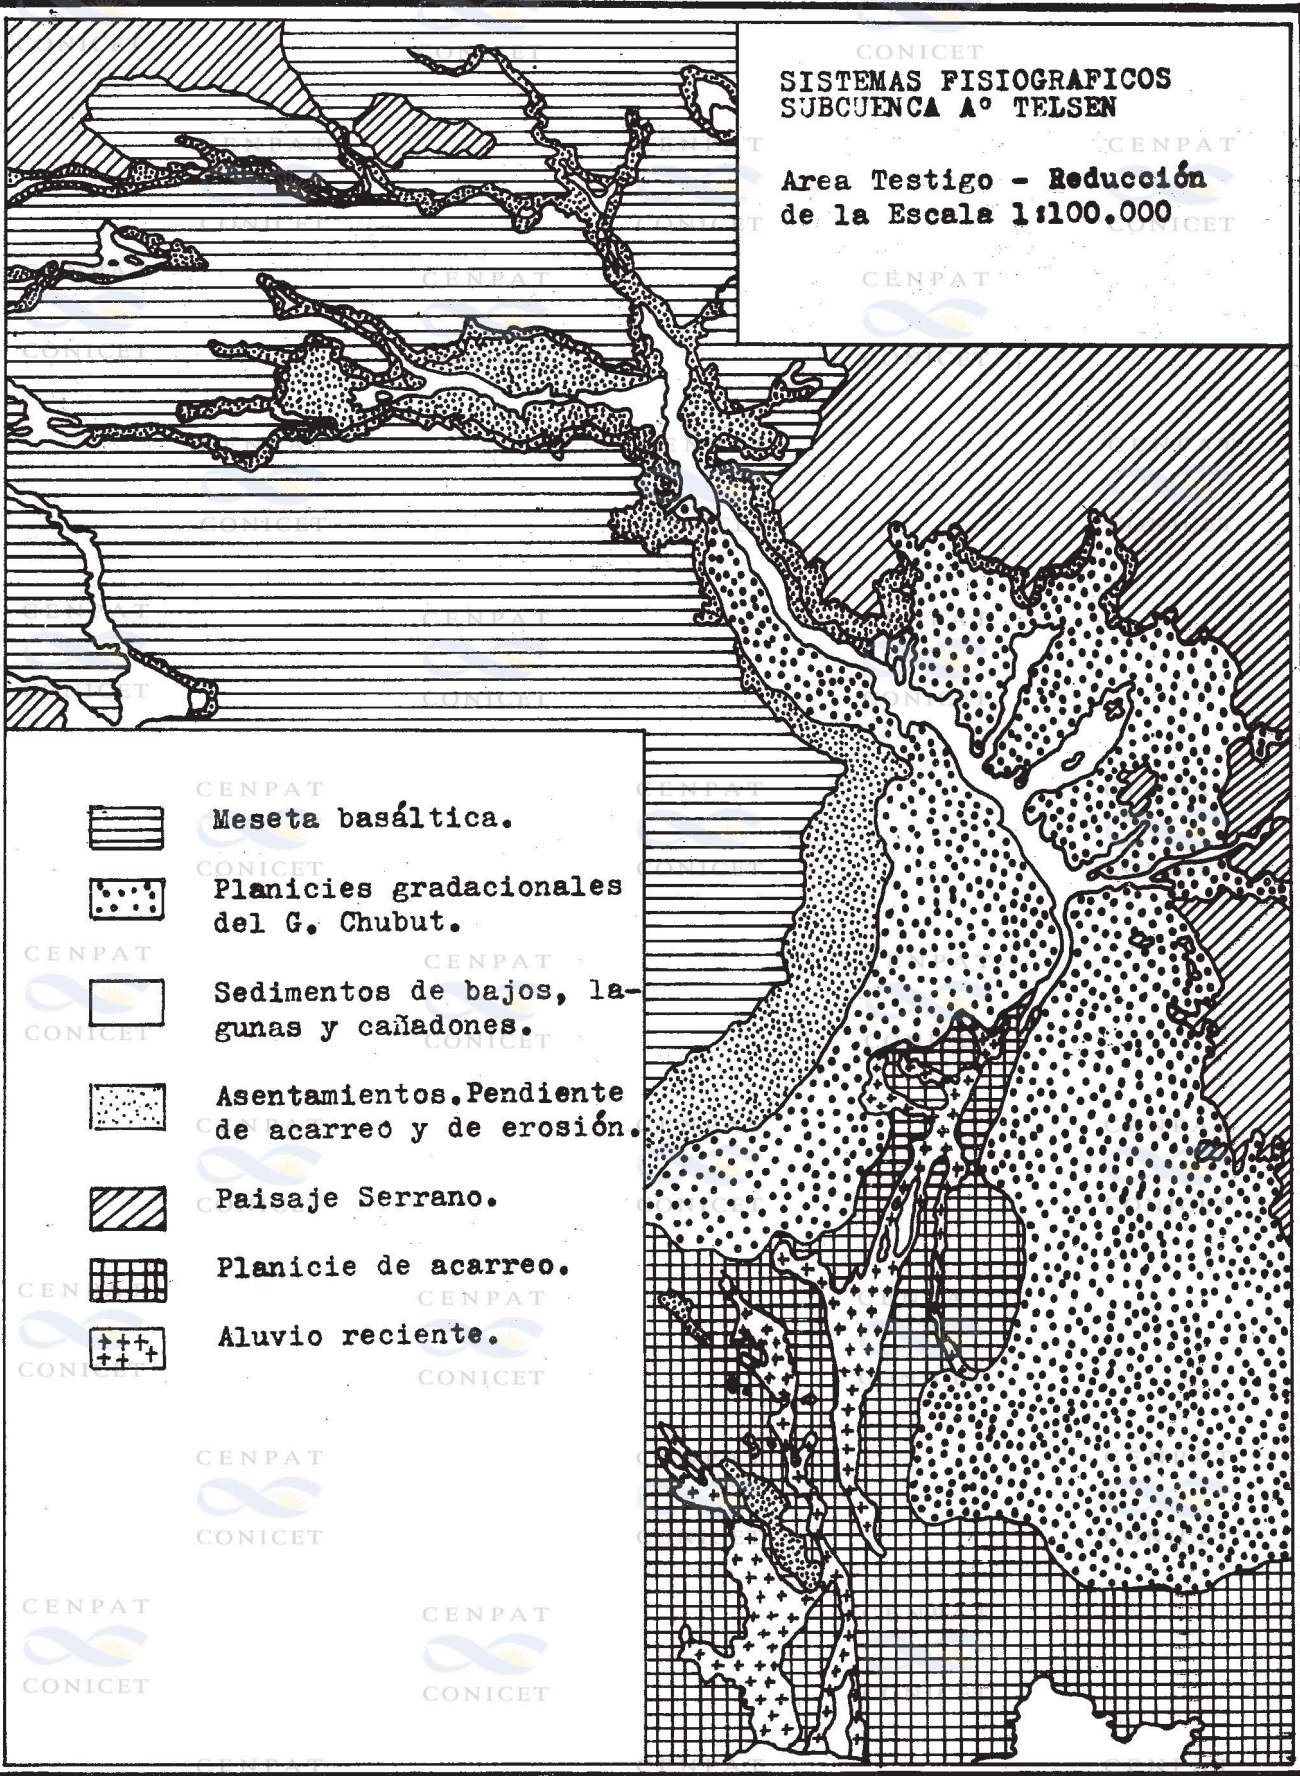 SISTEMAS FISIOGRAFICOS
SUBCUENCA A° TELSEN
Area Testigo - Reducción
de la Escala 1:100.000
Meseta basáltica.
Planicies gradacionales
del G. Chubut.
Sedimentos de bajos, la-
gunas y cañadones.
Asentamientos.Pendiente
de acarreo y de erosión.
Paisaje Serrano.
Planicie de acarreo.
Aluvio reciente.
CENPAT
CONICET